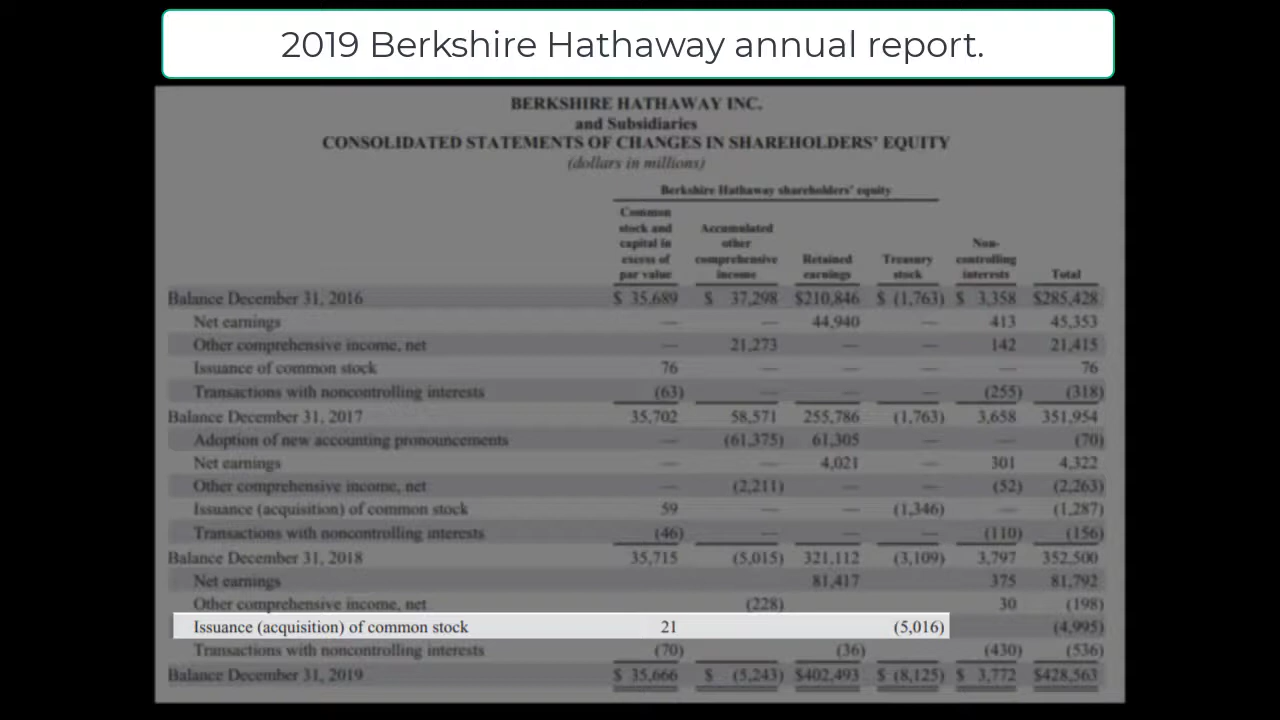 2019 Berkshire Hathaway annual report.
BERKSHIRE HATHAWAY INC.
and Subsidiaries
CONSOLIDATED STATEMENTS OF CHANGES IN SHAREHOLDERS' EQUITY
(dollars in millions)
Berkshire Hathaway shareholders' equity
Common stock and capital in excess of par value Accumulated other comprehensive income Retained earnings Treasury stock Non-controlling interests Total
Balance December 31, 2016 $ 35,689 $ 37,298 $210,846 $ (1,763) $ 3,358 $285,428
Net earnings — — 44,940 — 413 45,353
Other comprehensive income, net — 21,273 — — 142 21,415
Issuance of common stock 76 — — — — 76
Transactions with noncontrolling interests (63) — — — (255) (318)
Balance December 31, 2017 35,702 58,571 255,786 (1,763) 3,658 351,954
Adoption of new accounting pronouncements — (61,375) 61,305 — — (70)
Net earnings — — 4,021 — 301 4,322
Other comprehensive income, net — (2,211) — — (52) (2,263)
Issuance (acquisition) of common stock 59 — — (1,346) — (1,287)
Transactions with noncontrolling interests (46) — — — (110) (156)
Balance December 31, 2018 35,715 (5,015) 321,112 (3,109) 3,797 352,500
Net earnings 81,417 375 81,792
Other comprehensive income, net (228) 30 (198)
Issuance (acquisition) of common stock 21 (5,016) (4,995)
Transactions with noncontrolling interests (70) (36) (430) (536)
Balance December 31, 2019 $ 35,666 $ (5,243) $402,493 $ (8,125) $ 3,772 $428,563